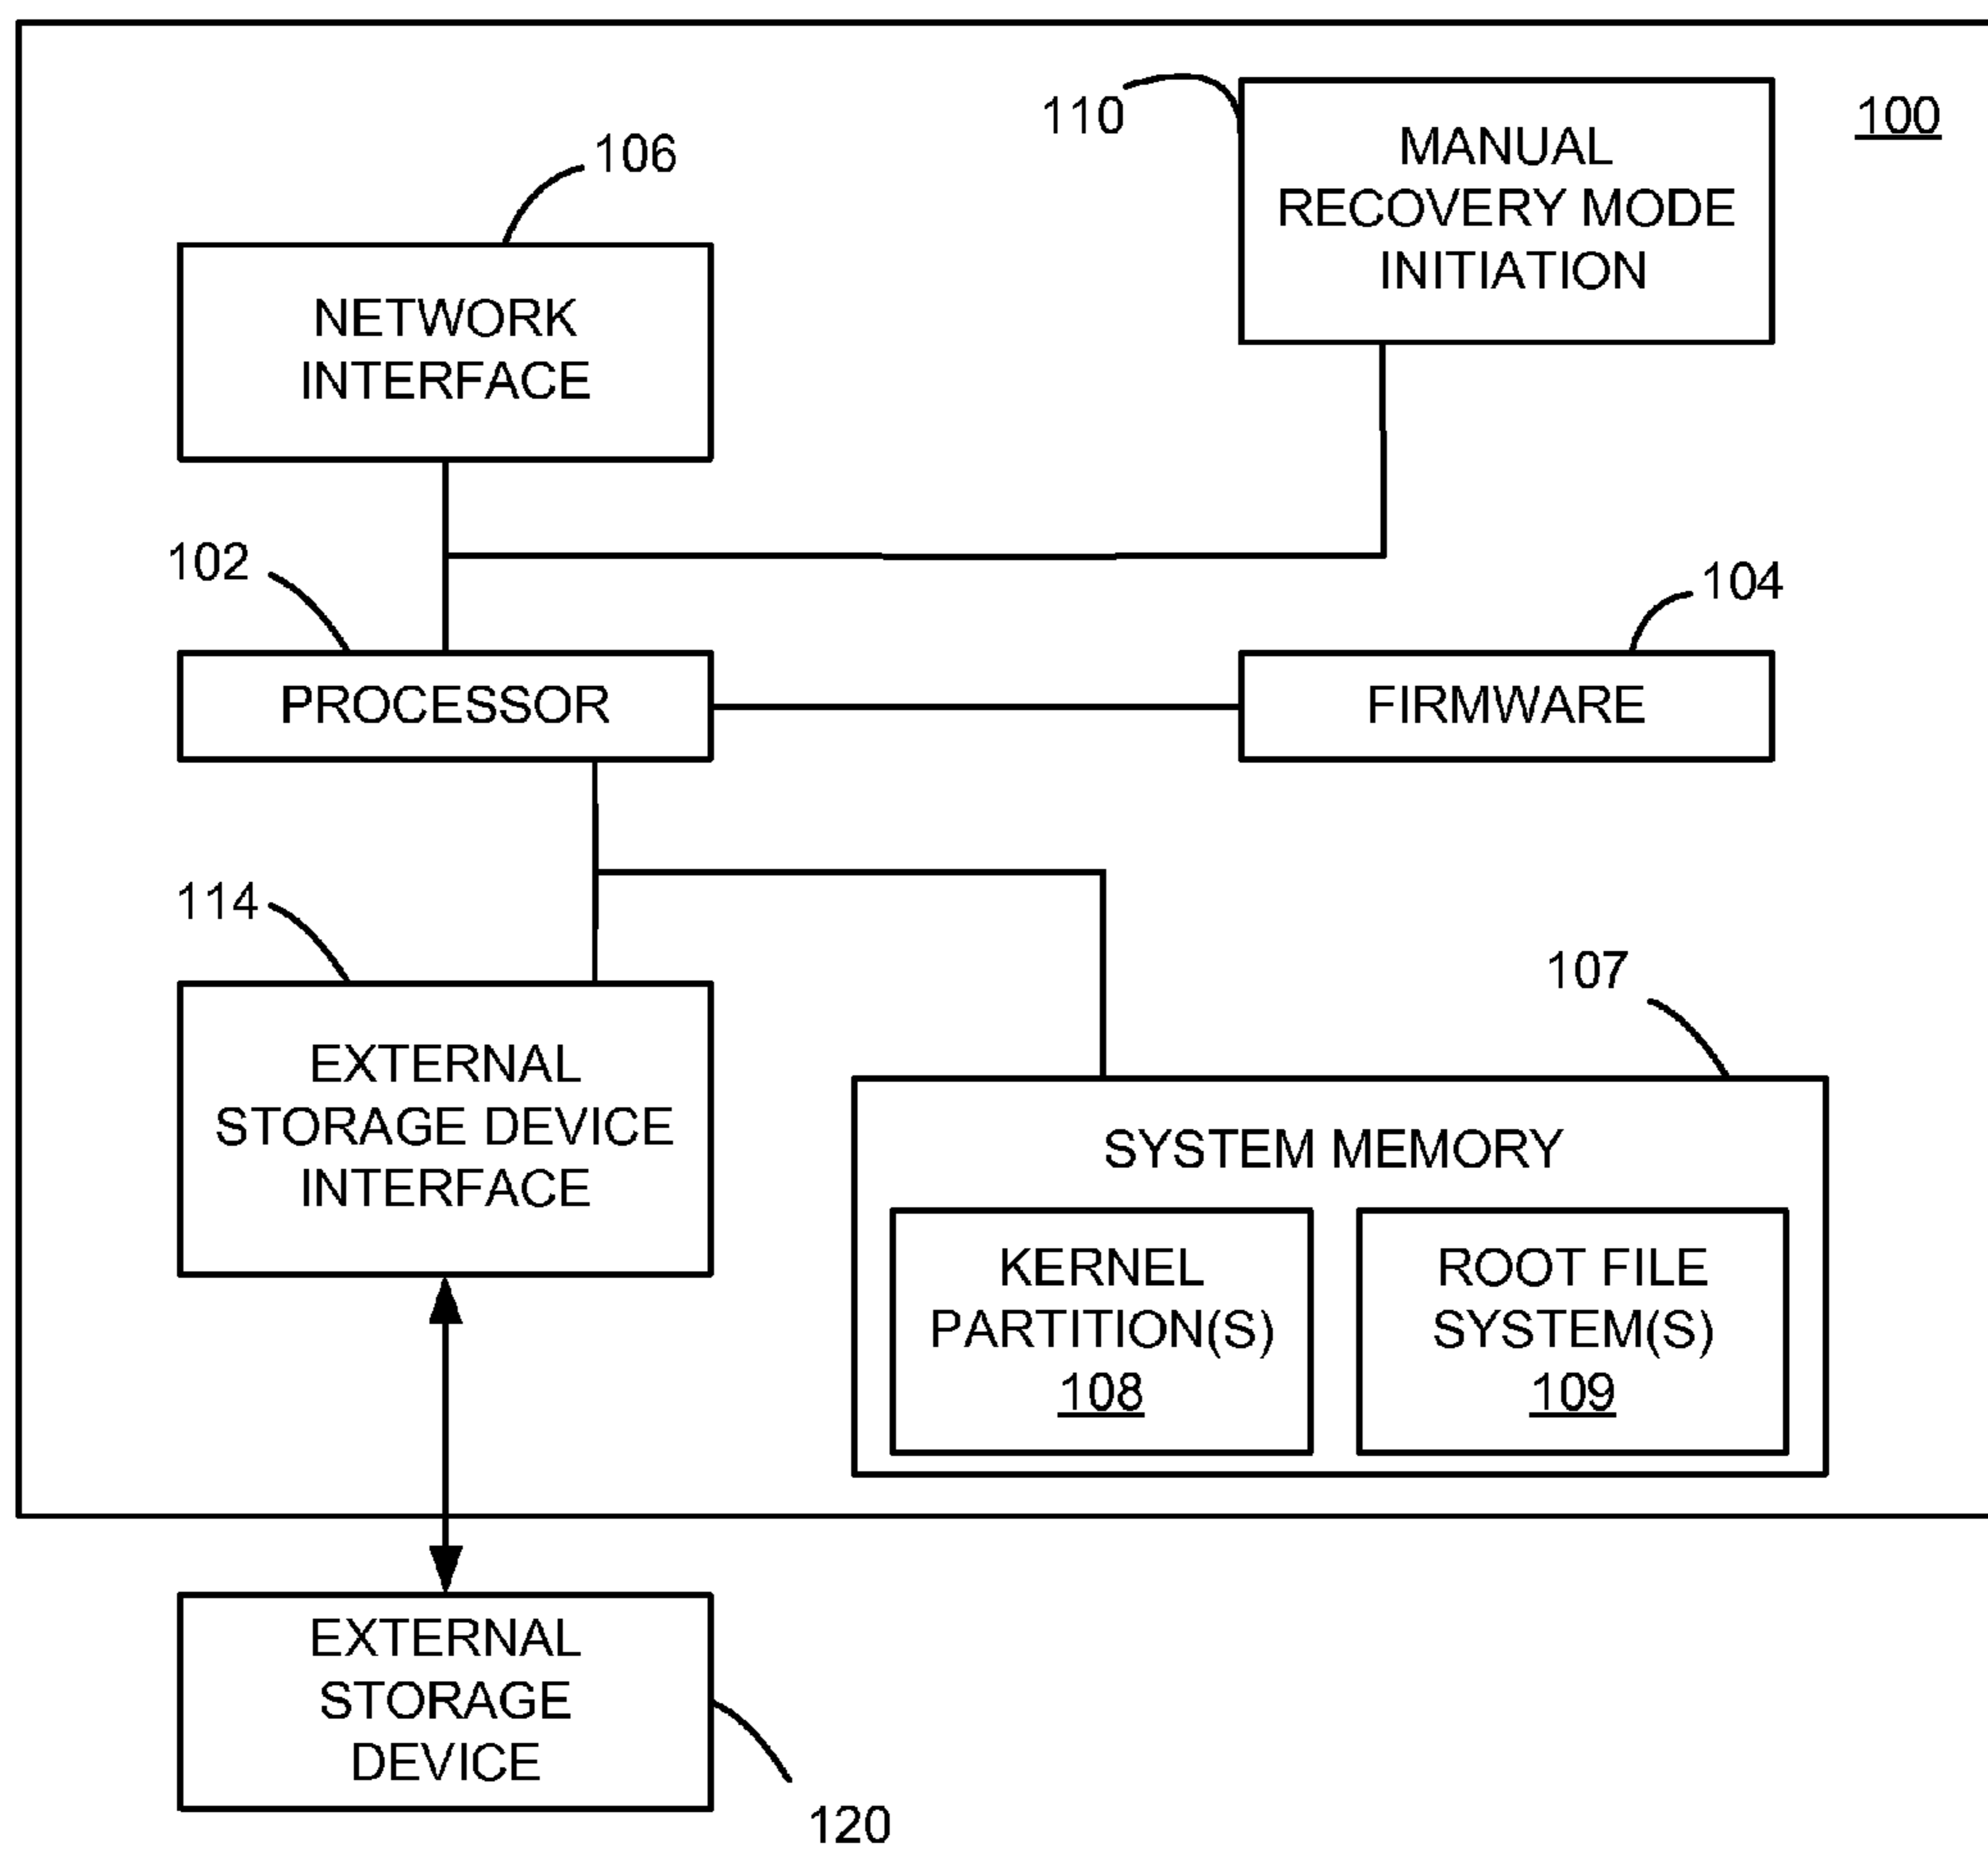 100
110
MANUAL
RECOVERY MODE
INITIATION
106
NETWORK
INTERFACE
102
PROCESSOR
104
FIRMWARE
114
EXTERNAL
STORAGE DEVICE
INTERFACE
107
SYSTEM MEMORY
KERNEL
PARTITION(S)
108
ROOT FILE
SYSTEM(S)
109
EXTERNAL
STORAGE
DEVICE
120